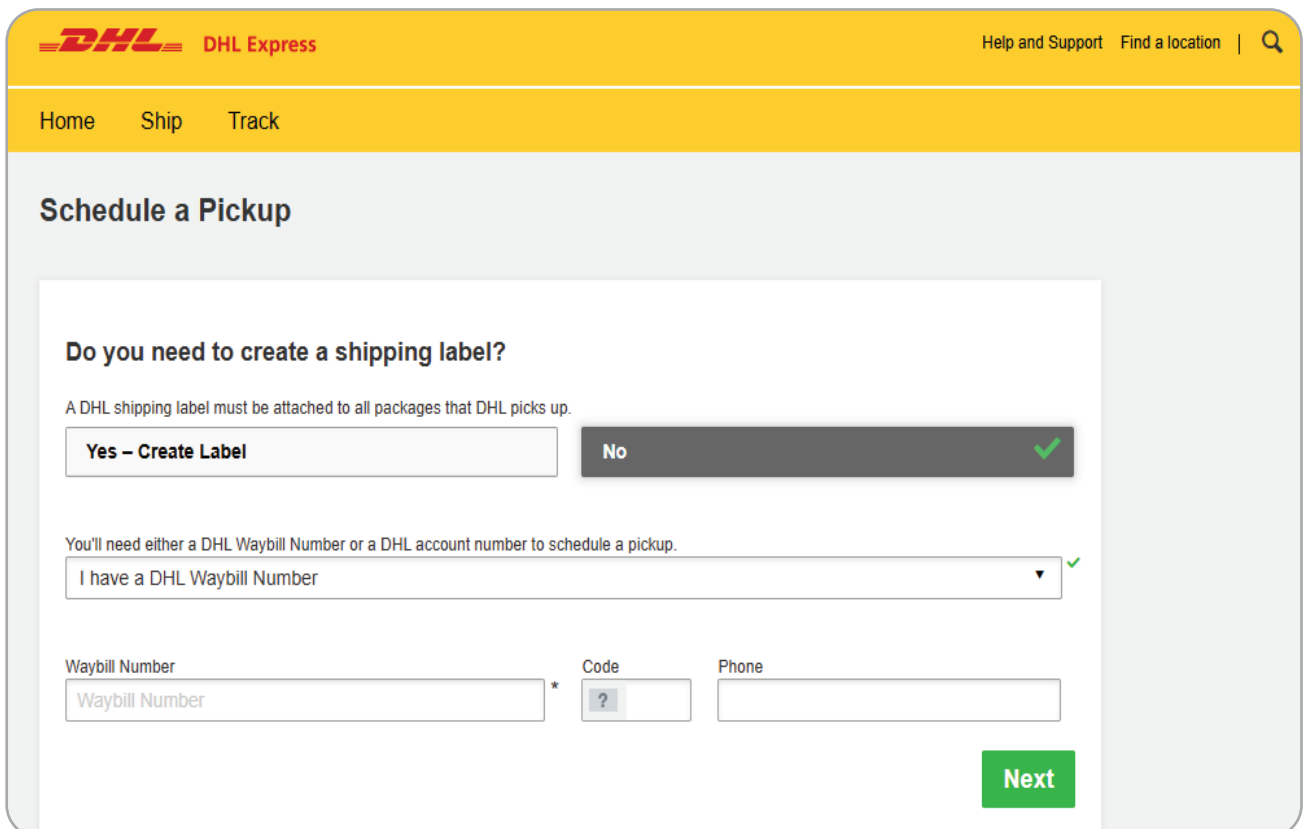 DHL DHL Express
Help and Support Find a location |
Home Ship Track
Schedule a Pickup
Do you need to create a shipping label?
A DHL shipping label must be attached to all packages that DHL picks up.
Yes – Create Label
No
You'll need either a DHL Waybill Number or a DHL account number to schedule a pickup.
I have a DHL Waybill Number
Waybill Number Code Phone
Waybill Number * ?
Next